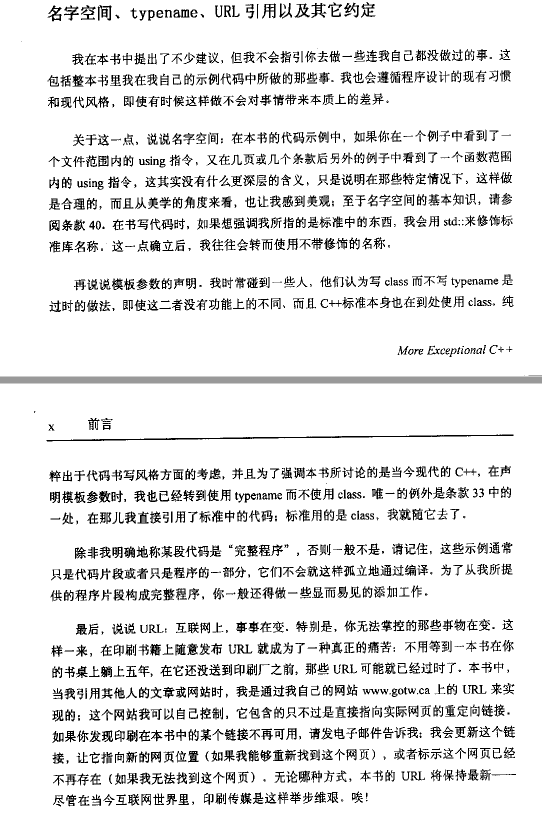 名字空间、typename、URL 引用以及其它约定
我在本书中提出了不少建议，但我不会指引你去做一些连我自己都没做过的事。这
包括整本书里我在我自己的示例代码中所做的那些事。我也会遵循程序设计的现有习惯
和现代风格，即使有时候这样做不会对事情带来本质上的差异。
关于这一点，说说名字空间：在本书的代码示例中，如果你在一个例子中看到了一
个文件范围内的 using 指令，又在几页或几个条款后另外的例子中看到了一个函数范围
内的 using 指令，这其实没有什么更深层的含义，只是说明在那些特定情况下，这样做
是合理的，而且从美学的角度来看，也让我感到美观；至于名字空间的基本知识，请参
阅条款 40。在书写代码时，如果想强调我所指的是标准中的东西，我会用 std::来修饰标
准库名称。这一点确立后，我往往会转而使用不带修饰的名称。
再说说模板参数的声明。我时常碰到一些人，他们认为写 class 而不写 typename 是
过时的做法，即使这二者没有功能上的不同、而且 C++标准本身也在到处使用 class。纯
More Exceptional C++
x 前言
粹出于代码书写风格方面的考虑，并且为了强调本书所讨论的是当今现代的 C++，在声
明模板参数时，我也已经转到使用 typename 而不使用 class。唯一的例外是条款 33 中的
一处，在那儿我直接引用了标准中的代码；标准用的是 class，我就随它去了。
除非我明确地称某段代码是“完整程序”，否则一般不是。请记住，这些示例通常
只是代码片段或者只是程序的一部分，它们不会就这样孤立地通过编译。为了从我所提
供的程序片段构成完整程序，你一般还得做一些显而易见的添加工作。
最后，说说 URL：互联网上，事事在变。特别是，你无法掌控的那些事物在变。这
样一来，在印刷书籍上随意发布 URL 就成为了一种真正的痛苦：不用等到一本书在你
的书桌上躺上五年，在它还没送到印刷厂之前，那些 URL 可能就已经过时了。本书中，
当我引用其他人的文章或网站时，我是通过我自己的网站 www.gotw.ca 上的 URL 来实
现的；这个网站我可以自己控制，它包含的只不过是直接指向实际网页的重定向链接。
如果你发现印刷在本书中的某个链接不再可用，请发电子邮件告诉我；我会更新这个链
接，让它指向新的网页位置（如果我能够重新找到这个网页），或者标示这个网页已经
不再存在（如果我无法找到这个网页）。无论哪种方式，本书的 URL 将保持最新——
尽管在当今互联网世界里，印刷传媒是这样举步维艰。唉！